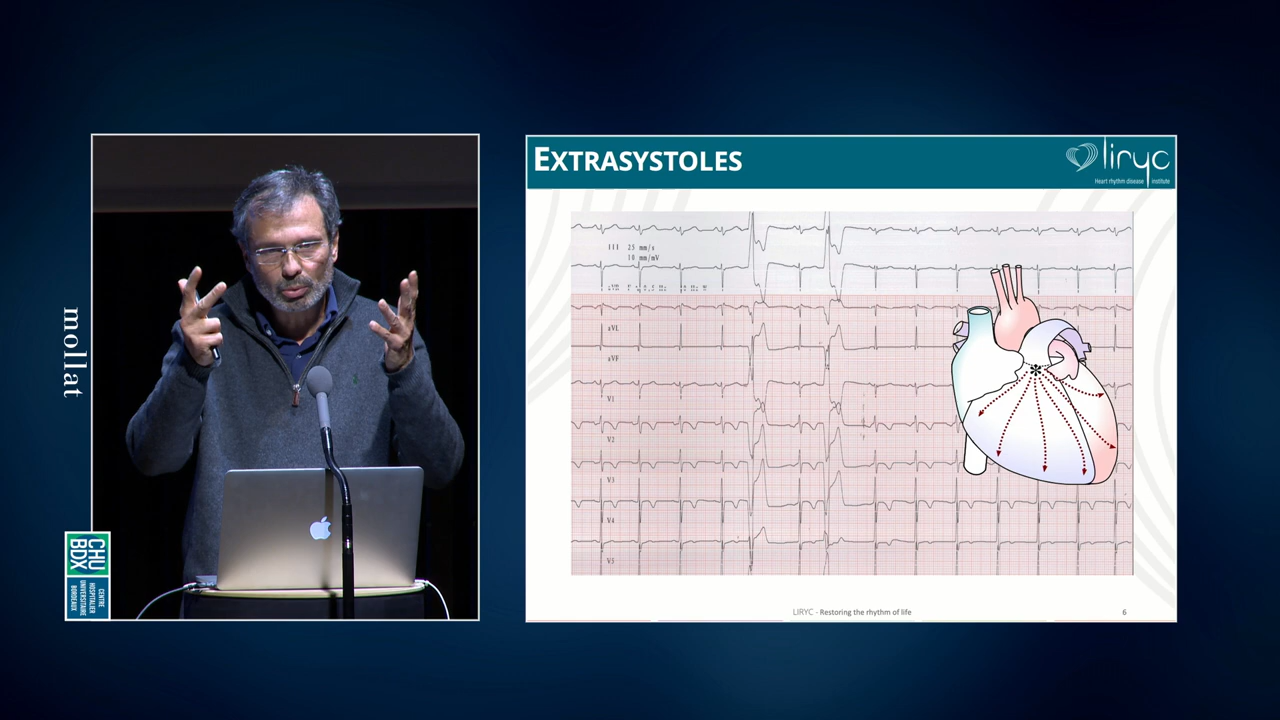 mollat
CHU
BDX
CENTRE
HOSPITALIER
UNIVERSITAIRE
BORDEAUX
EXTRASYSTOLES
liryc
Heart rhythm disease institute
III 25 mm/s
10 mm/mV
aVL
aVF
V1
V2
V3
V4
V5
*
LIRYC - Restoring the rhythm of life
6